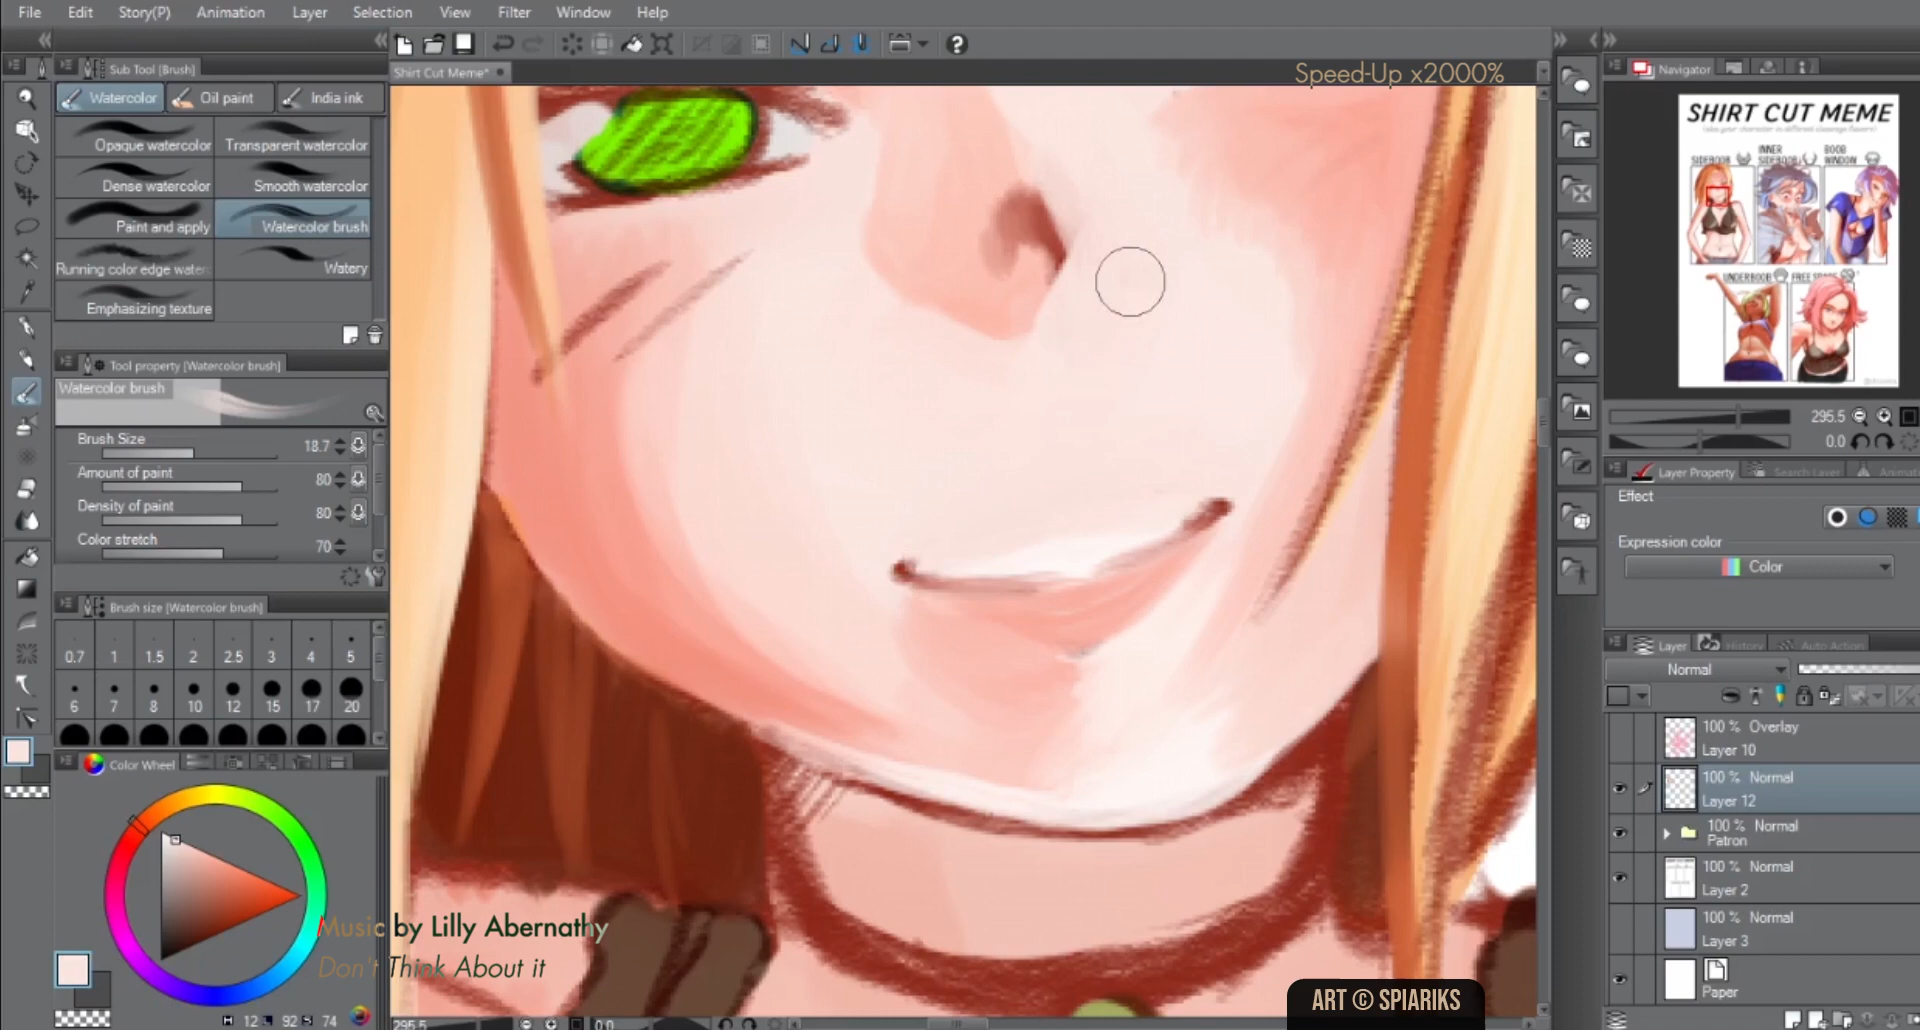 File Edit Story(P) Animation Layer Selection View Filter Window Help
Sub Tool [Brush]
Watercolor Oil paint India ink
Opaque watercolor Transparent watercolor
Dense watercolor Smooth watercolor
Paint and apply Watercolor brush
Running color edge water
Watery
Emphasizing texture
Tool property [Watercolor brush]
Watercolor brush
Brush Size 18.7
Amount of paint 80
Density of paint 80
Color stretch 70
Brush size [Watercolor brush]
0.7 1 1.5 2 2.5 3 4 5
6 7 8 10 12 15 17 20
Color Wheel
H 12 L 92 S 74
Shirt Cut Meme*
Speed-Up x2000%
Music by Lilly Abernathy
Don't Think About it
ART © SPIARIKS
295.5 0.0
Navigator
SHIRT CUT MEME
SIDEBOOB
INNER SIDEBOOB
BOOB WINDOW
UNDERBOOB FREE SPACE
295.5
0.0
Layer Property Search Layer Animati
Effect
Expression color
Color
Layer History Auto Action
Normal
100 % Overlay
Layer 10
100 % Normal
Layer 12
100 % Normal
Patron
100 % Normal
Layer 2
100 % Normal
Layer 3
Paper